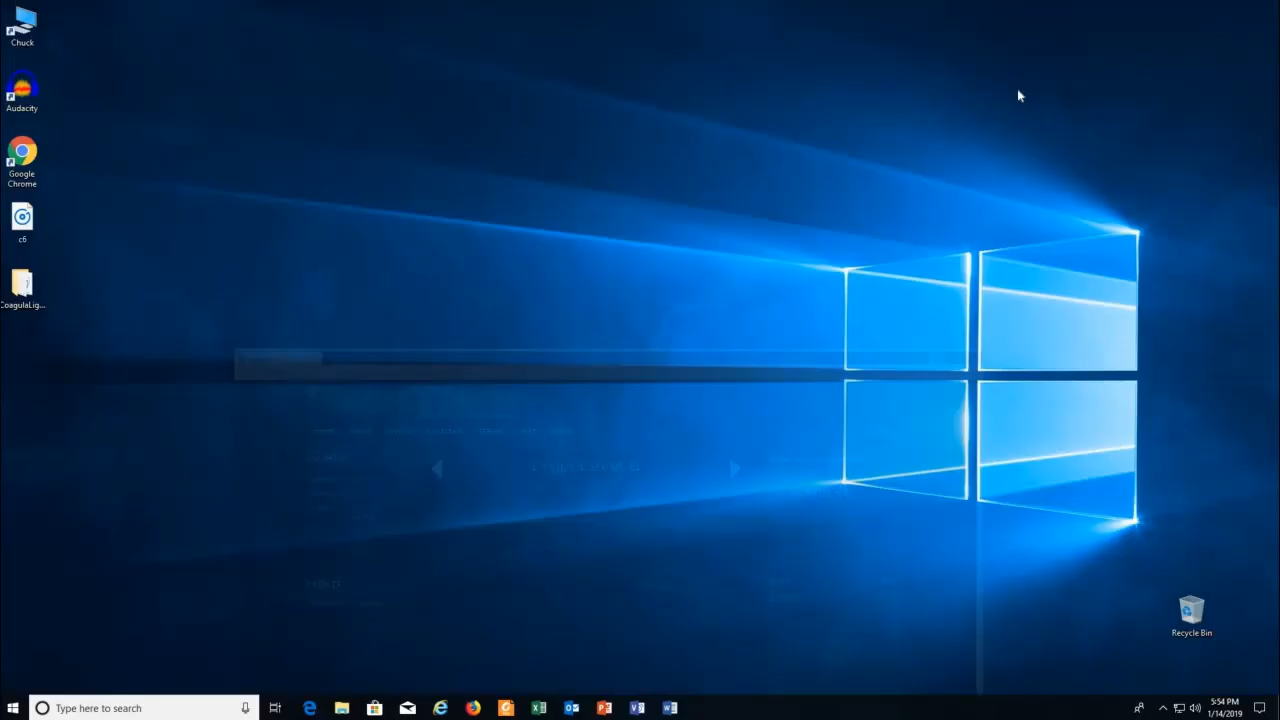 Chuck
Audacity
Google
Chrome
c6
CoagulaLig...
Recycle Bin
Type here to search
5:54 PM
1/14/2019